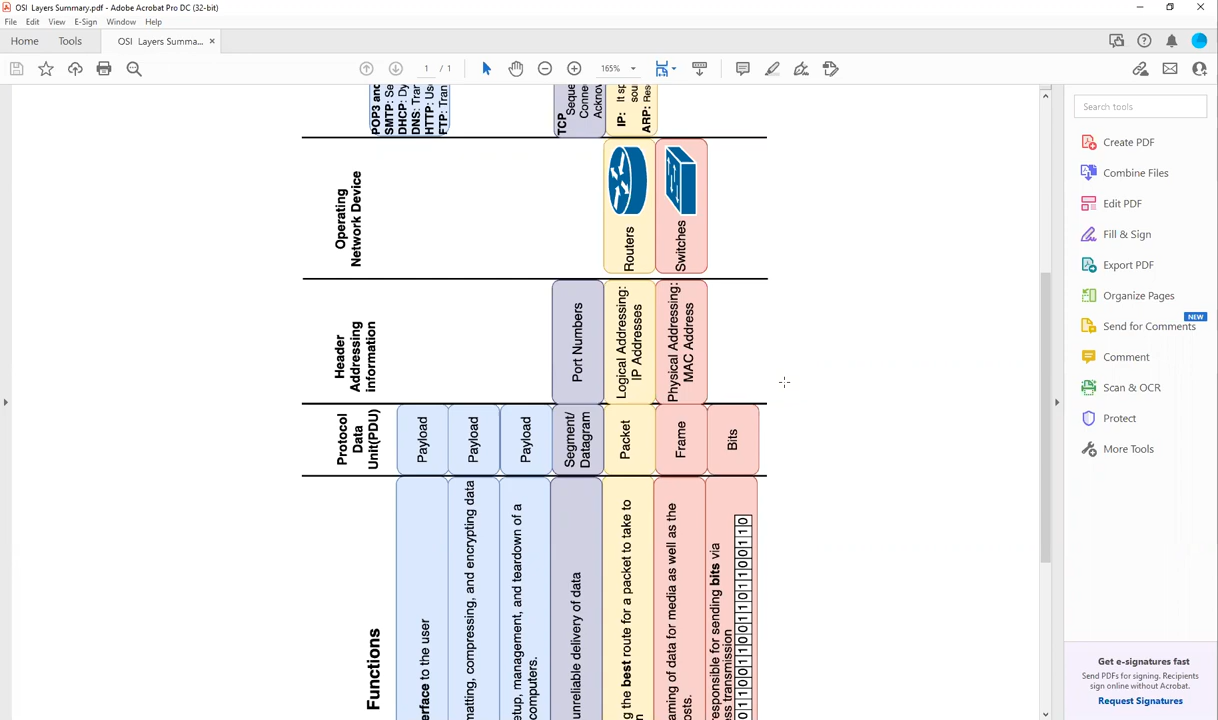 OSI Layers Summary.pdf - Adobe Acrobat Pro DC (32-bit)
File Edit View E-Sign Window Help
Home Tools OSI Layers Summa... ×
1 / 1 165%
Search tools
Create PDF
Combine Files
Edit PDF
Fill & Sign
Export PDF
Organize Pages
NEW
Send for Comments
Comment
Scan & OCR
Protect
More Tools
Get e-signatures fast
Send PDFs for signing. Recipients
sign online without Acrobat.
Request Signatures
POP3 and
SMTP: Se
DHCP: Dy
DNS: Tran
HTTP: Us
FTP: Tran
TCP
Seque
Conne
Acknow
IP: It sp
sou
ARP: Res
Operating
Network Device
Routers
Switches
Header
Addressing
information
Port Numbers
Logical Addressing:
IP Addresses
Physical Addressing:
MAC Address
Protocol
Data
Unit(PDU)
Payload
Payload
Payload
Segment/
Datagram
Packet
Frame
Bits
Functions
erface to the user
matting, compressing, and encrypting data
etup, management, and teardown of a
computers.
unreliable delivery of data
g the best route for a packet to take to
n
aming of data for media as well as the
osts.
responsible for sending bits via
ss transmission